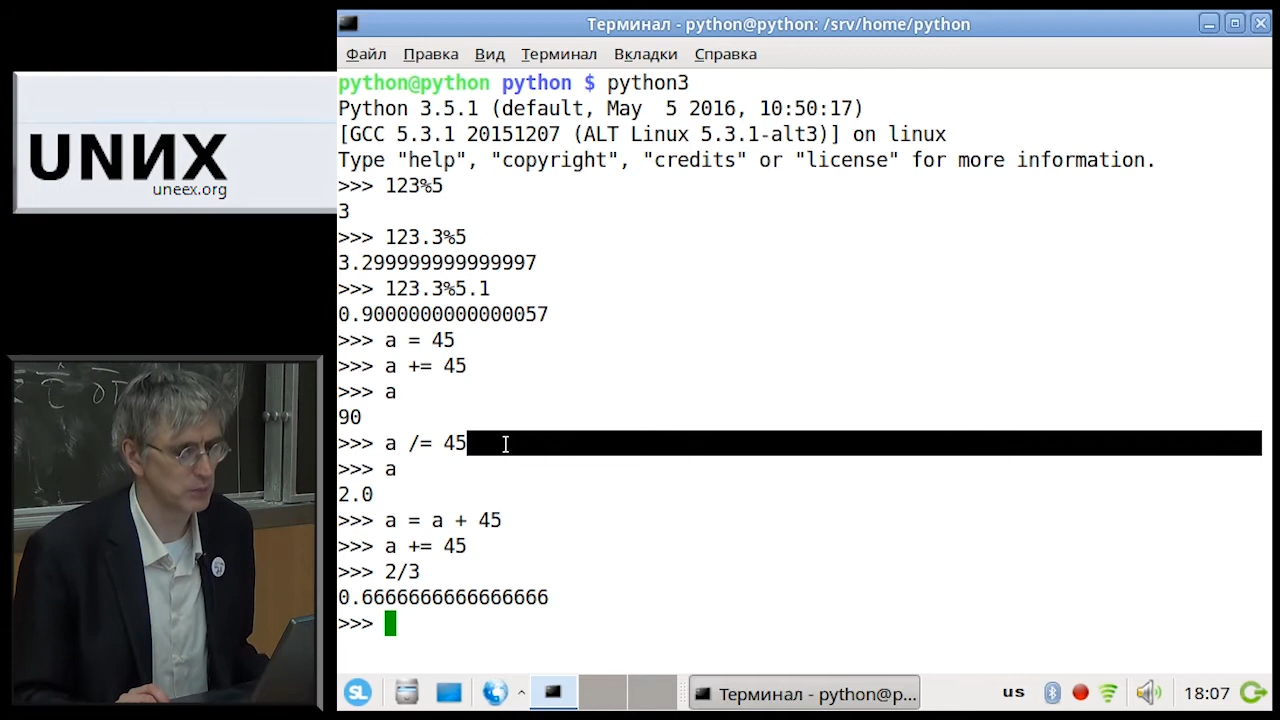 UNИX
uneex.org
Терминал - python@python: /srv/home/python
Файл Правка Вид Терминал Вкладки Справка
python@python python $ python3
Python 3.5.1 (default, May  5 2016, 10:50:17)
[GCC 5.3.1 20151207 (ALT Linux 5.3.1-alt3)] on linux
Type "help", "copyright", "credits" or "license" for more information.
>>> 123%5
3
>>> 123.3%5
3.299999999999997
>>> 123.3%5.1
0.9000000000000057
>>> a = 45
>>> a += 45
>>> a
90
>>> a /= 45
>>> a
2.0
>>> a = a + 45
>>> a += 45
>>> 2/3
0.6666666666666666
>>>
Терминал - python@p...
us
18:07